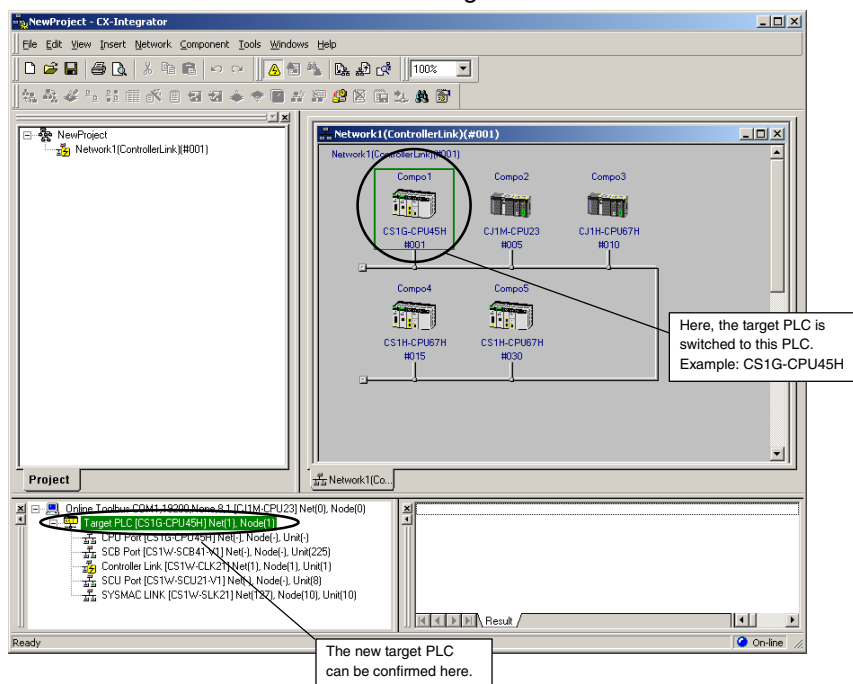 NewProject - CX-Integrator
File Edit View Insert Network Component Tools Windows Help
100%
NewProject
Network1(ControllerLink)(#001)
Project
Network1(ControllerLink)(#001)
Network1(ControllerLink)(#001)
Compo1
Compo2
Compo3
CS1G-CPU45H
CJ1M-CPU23
CJ1H-CPU67H
#001
#005
#010
Compo4
Compo5
CS1H-CPU67H
CS1H-CPU67H
#015
#030
Here, the target PLC is
switched to this PLC.
Example: CS1G-CPU45H
Network1(Co...
Online Toolbus COM1,19200,None,8,1 [CJ1M-CPU23] Net(0), Node(0)
Target PLC [CS1G-CPU45H] Net(1), Node(1)
CPU Port [CS1G-CPU45H] Net(-), Node(-), Unit(-)
SCB Port [CS1W-SCB41-V1] Net(-), Node(-), Unit(225)
Controller Link [CS1W-CLK21] Net(1), Node(1), Unit(1)
SCU Port [CS1W-SCU21-V1] Net(-), Node(-), Unit(8)
SYSMAC LINK [CS1W-SLK21] Net(127), Node(10), Unit(10)
Result
Ready
On-line
The new target PLC
can be confirmed here.